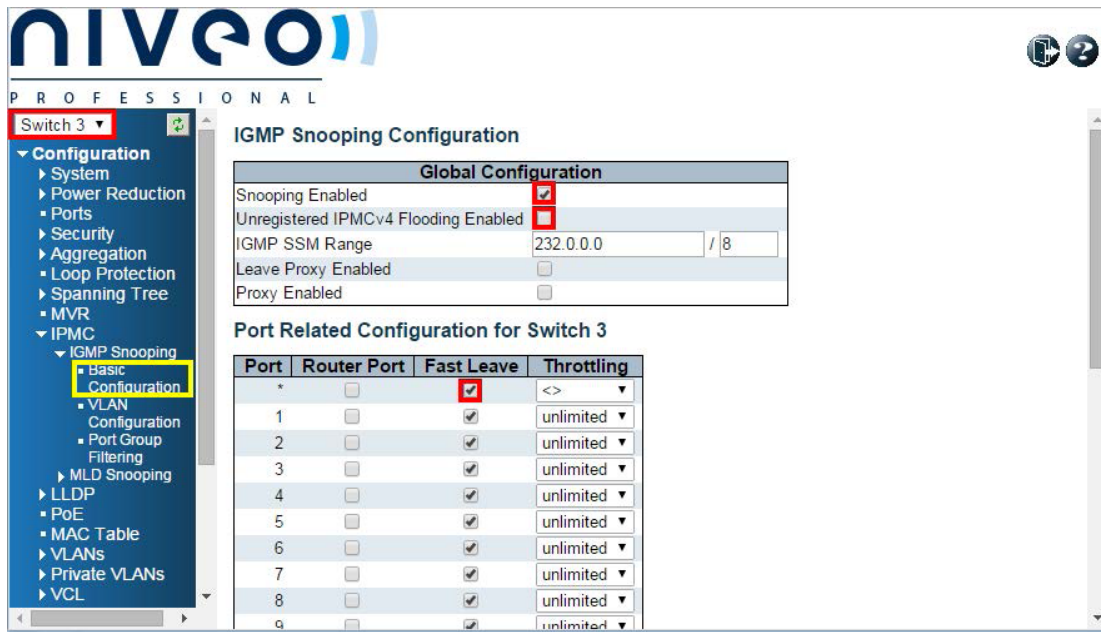 niveo
PROFESSIONAL
Switch 3
Configuration
System
Power Reduction
Ports
Security
Aggregation
Loop Protection
Spanning Tree
MVR
IPMC
IGMP Snooping
Basic
Configuration
VLAN
Configuration
Port Group
Filtering
MLD Snooping
LLDP
PoE
MAC Table
VLANs
Private VLANs
VCL
IGMP Snooping Configuration
Global Configuration
Snooping Enabled
Unregistered IPMCv4 Flooding Enabled
IGMP SSM Range 232.0.0.0 / 8
Leave Proxy Enabled
Proxy Enabled
Port Related Configuration for Switch 3
Port Router Port Fast Leave Throttling
* <>
1 unlimited
2 unlimited
3 unlimited
4 unlimited
5 unlimited
6 unlimited
7 unlimited
8 unlimited
9 unlimited